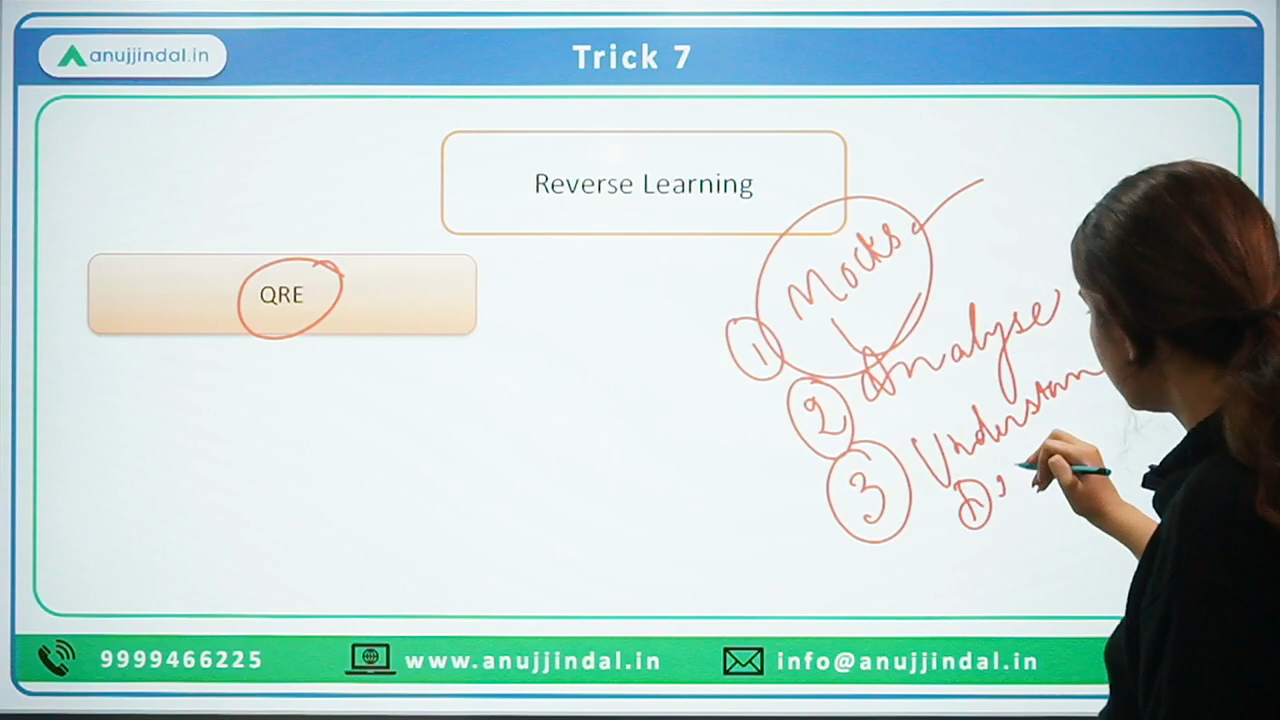 anujjindal.in
Trick 7
Reverse Learning
QRE
Mocks
1
2 Analyse
3 Understan
9999466225
www.anujjindal.in
info@anujjindal.in